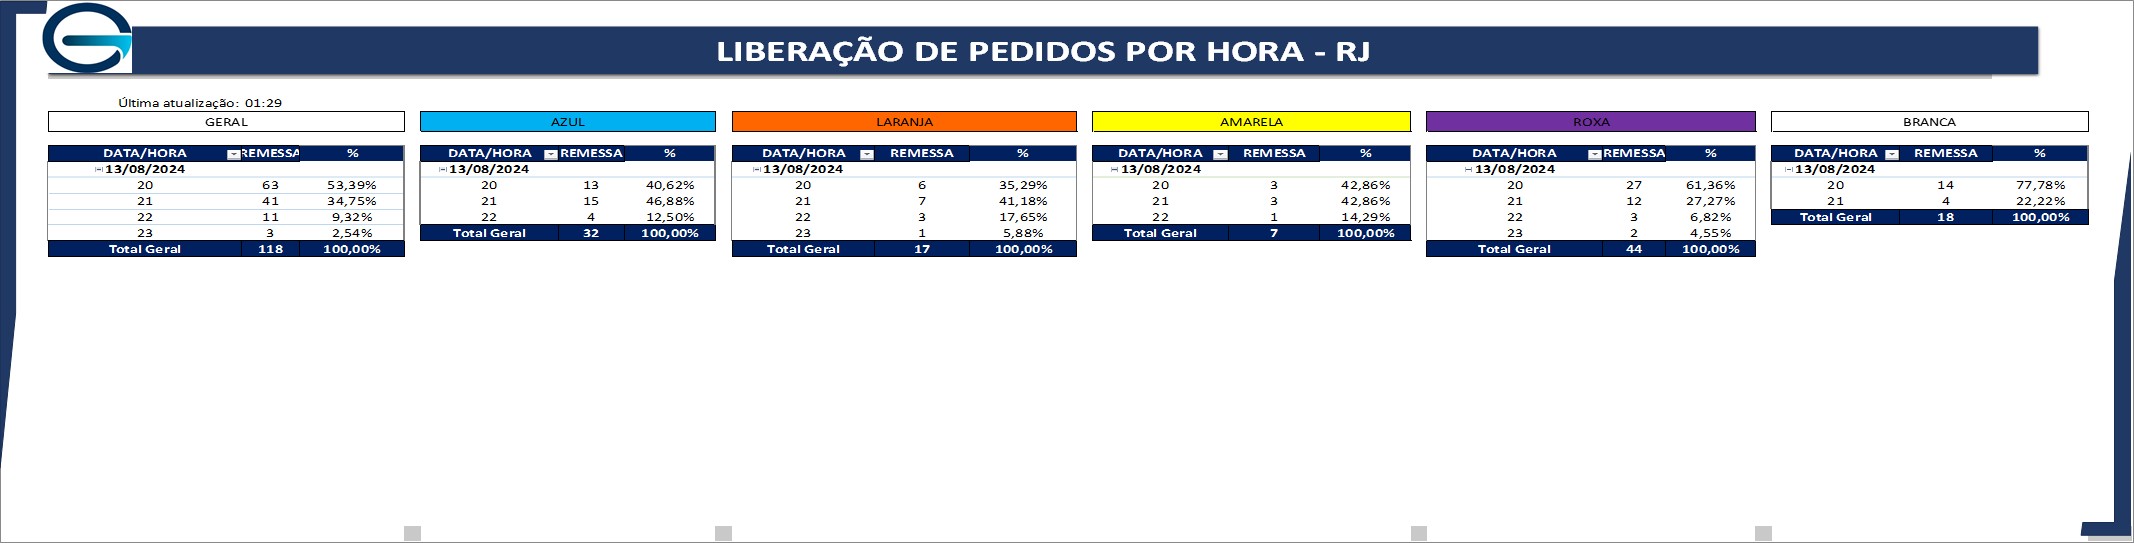 LIBERAÇÃO DE PEDIDOS POR HORA - RJ
Última atualização: 01:29
GERAL
DATA/HORA REMESSA %
13/08/2024
20 63 53,39%
21 41 34,75%
22 11 9,32%
23 3 2,54%
Total Geral 118 100,00%
AZUL
DATA/HORA REMESSA %
13/08/2024
20 13 40,62%
21 15 46,88%
22 4 12,50%
Total Geral 32 100,00%
LARANJA
DATA/HORA REMESSA %
13/08/2024
20 6 35,29%
21 7 41,18%
22 3 17,65%
23 1 5,88%
Total Geral 17 100,00%
AMARELA
DATA/HORA REMESSA %
13/08/2024
20 3 42,86%
21 3 42,86%
22 1 14,29%
Total Geral 7 100,00%
ROXA
DATA/HORA REMESSA %
13/08/2024
20 27 61,36%
21 12 27,27%
22 3 6,82%
23 2 4,55%
Total Geral 44 100,00%
BRANCA
DATA/HORA REMESSA %
13/08/2024
20 14 77,78%
21 4 22,22%
Total Geral 18 100,00%